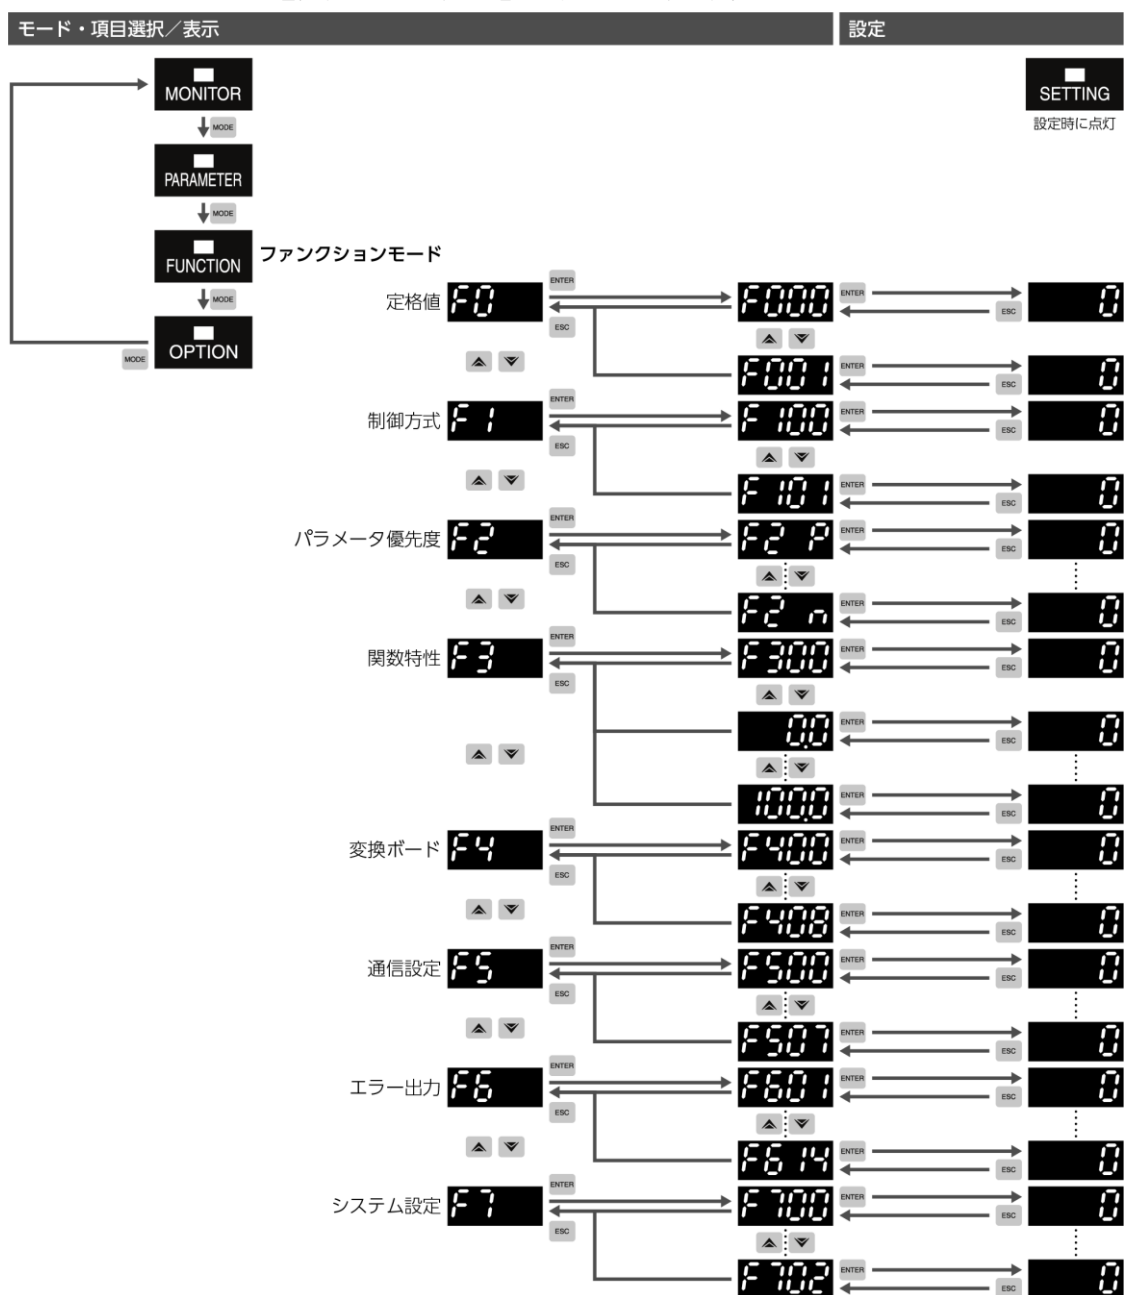 モード・項目選択／表示
設定
MONITOR
SETTING
設定時に点灯
MODE
PARAMETER
MODE
FUNCTION
ファンクションモード
MODE
OPTION
MODE
定格値 F0 ENTER ESC F000 ENTER ESC 0
F001 ENTER ESC 0
制御方式 F1 ENTER ESC F100 ENTER ESC 0
F101 ENTER ESC 0
パラメータ優先度 F2 ENTER ESC F2 P ENTER ESC 0
F2 n ENTER ESC 0
関数特性 F3 ENTER ESC F300 ENTER ESC 0
0.0 ENTER ESC 0
100.0 ENTER ESC 0
変換ボード F4 ENTER ESC F400 ENTER ESC 0
F408 ENTER ESC 0
通信設定 F5 ENTER ESC F500 ENTER ESC 0
F507 ENTER ESC 0
エラー出力 F6 ENTER ESC F601 ENTER ESC 0
F614 ENTER ESC 0
システム設定 F7 ENTER ESC F700 ENTER ESC 0
F702 ENTER ESC 0